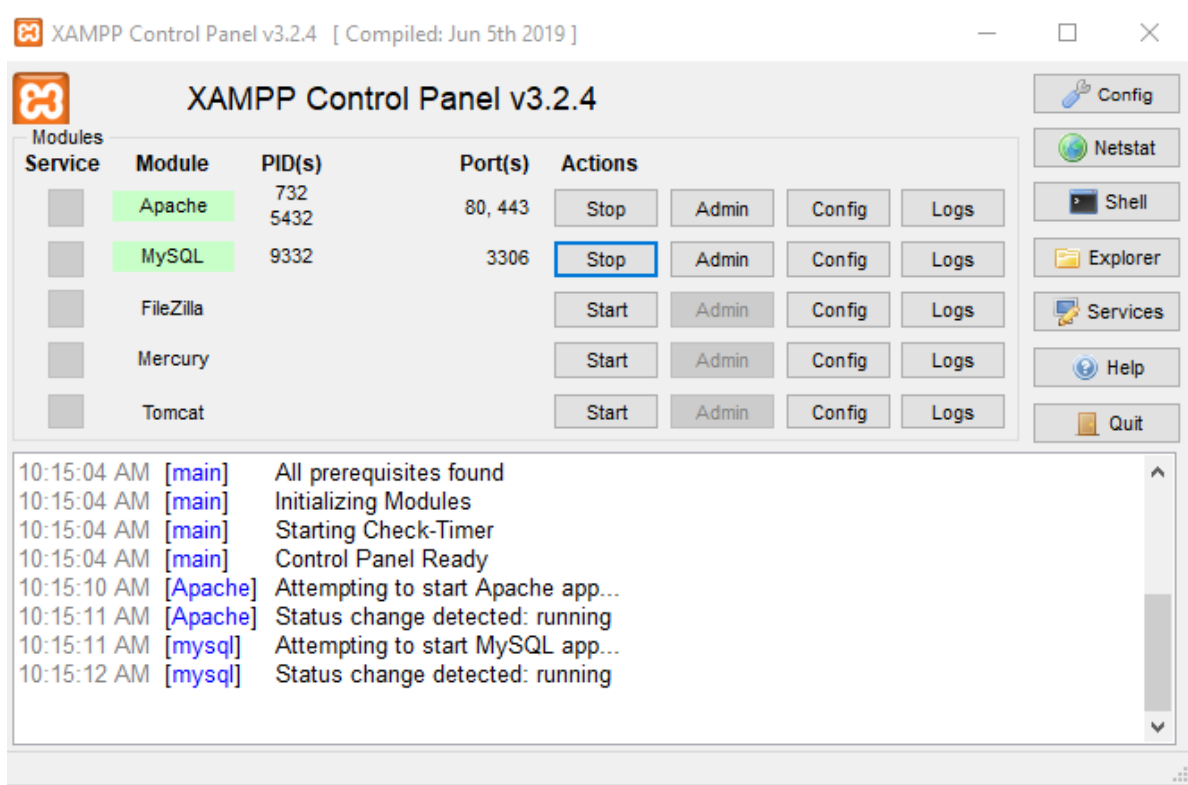 XAMPP Control Panel v3.2.4 [ Compiled: Jun 5th 2019 ]
XAMPP Control Panel v3.2.4
Config
Modules
Netstat
Service Module PID(s) Port(s) Actions
Apache 732 5432 80, 443 Stop Admin Config Logs
Shell
MySQL 9332 3306 Stop Admin Config Logs
Explorer
FileZilla Start Admin Config Logs
Services
Mercury Start Admin Config Logs
Help
Tomcat Start Admin Config Logs
Quit
10:15:04 AM [main] All prerequisites found
10:15:04 AM [main] Initializing Modules
10:15:04 AM [main] Starting Check-Timer
10:15:04 AM [main] Control Panel Ready
10:15:10 AM [Apache] Attempting to start Apache app...
10:15:11 AM [Apache] Status change detected: running
10:15:11 AM [mysql] Attempting to start MySQL app...
10:15:12 AM [mysql] Status change detected: running